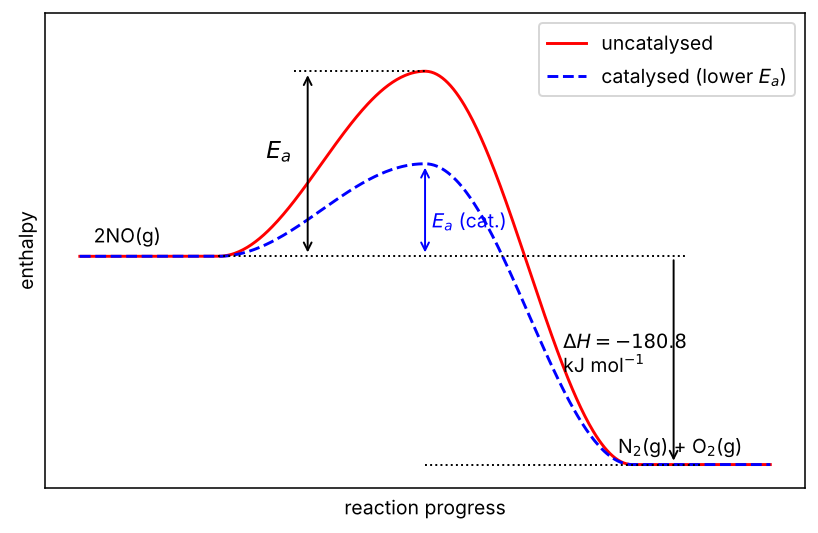 uncatalysed
catalysed (lower Eₐ)
Eₐ
Eₐ (cat.)
2NO(g)
enthalpy
ΔH = −180.8
kJ mol⁻¹
N₂(g) + O₂(g)
reaction progress